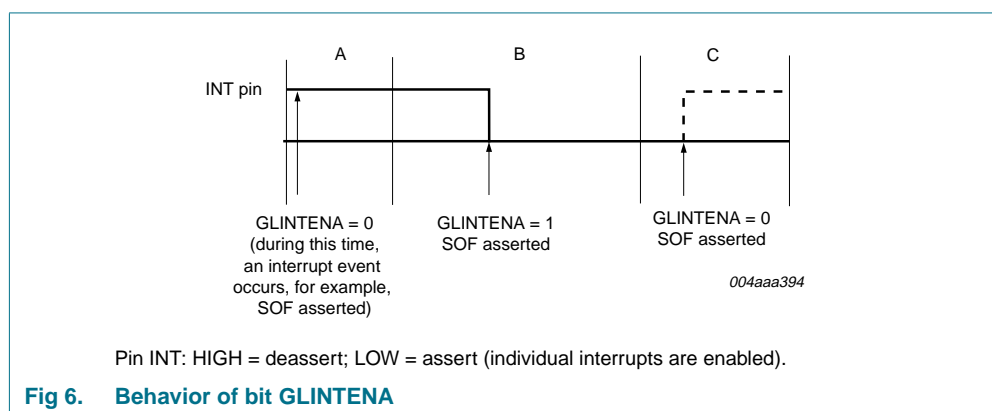 A
B
C
INT pin
GLINTENA = 0
(during this time,
an interrupt event
occurs, for example,
SOF asserted)
GLINTENA = 1
SOF asserted
GLINTENA = 0
SOF asserted
004aaa394
Pin INT: HIGH = deassert; LOW = assert (individual interrupts are enabled).
Fig 6. Behavior of bit GLINTENA